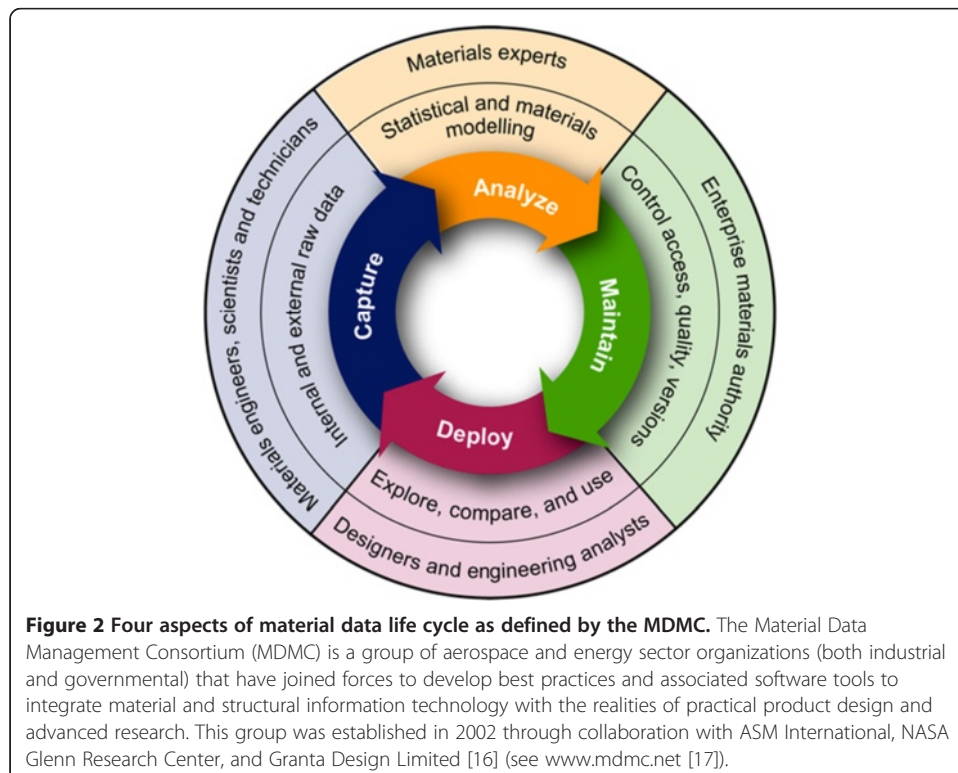 Materials experts
Statistical and materials
modelling
Analyze
Enterprise materials authority
Control access, quality, versions
Maintain
Materials engineers, scientists and technicians
Internal and external raw data
Capture
Deploy
Explore, compare, and use
Designers and engineering analysts
Figure 2 Four aspects of material data life cycle as defined by the MDMC. The Material Data
Management Consortium (MDMC) is a group of aerospace and energy sector organizations (both industrial
and governmental) that have joined forces to develop best practices and associated software tools to
integrate material and structural information technology with the realities of practical product design and
advanced research. This group was established in 2002 through collaboration with ASM International, NASA
Glenn Research Center, and Granta Design Limited [16] (see www.mdmc.net [17]).